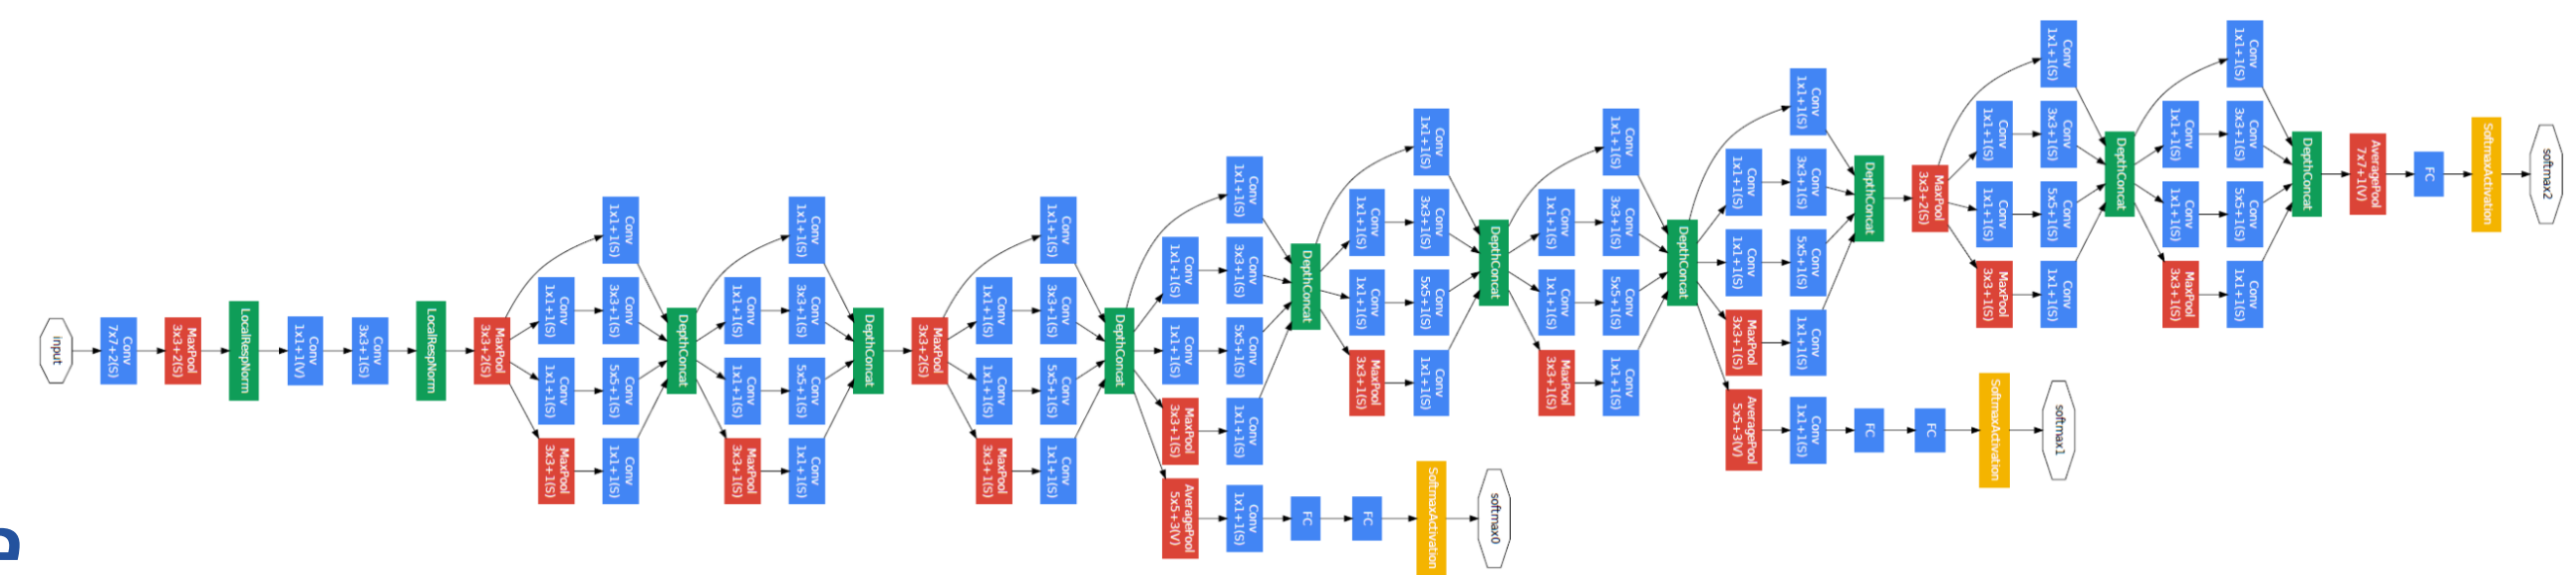 input
Conv
7x7+2(S)
MaxPool
3x3+2(S)
LocalRespNorm
Conv
1x1+1(V)
Conv
3x3+1(S)
LocalRespNorm
MaxPool
3x3+2(S)
Conv
1x1+1(S)
Conv
1x1+1(S)
Conv
3x3+1(S)
Conv
1x1+1(S)
Conv
5x5+1(S)
MaxPool
3x3+1(S)
Conv
1x1+1(S)
DepthConcat
Conv
1x1+1(S)
Conv
1x1+1(S)
Conv
3x3+1(S)
Conv
1x1+1(S)
Conv
5x5+1(S)
MaxPool
3x3+1(S)
Conv
1x1+1(S)
DepthConcat
MaxPool
3x3+2(S)
Conv
1x1+1(S)
Conv
1x1+1(S)
Conv
3x3+1(S)
Conv
1x1+1(S)
Conv
5x5+1(S)
MaxPool
3x3+1(S)
Conv
1x1+1(S)
DepthConcat
Conv
1x1+1(S)
Conv
1x1+1(S)
Conv
3x3+1(S)
Conv
1x1+1(S)
Conv
5x5+1(S)
MaxPool
3x3+1(S)
Conv
1x1+1(S)
AveragePool
5x5+3(V)
Conv
1x1+1(S)
FC
FC
SoftmaxActivation
softmax0
DepthConcat
Conv
1x1+1(S)
Conv
1x1+1(S)
Conv
3x3+1(S)
Conv
1x1+1(S)
Conv
5x5+1(S)
MaxPool
3x3+1(S)
Conv
1x1+1(S)
DepthConcat
Conv
1x1+1(S)
Conv
1x1+1(S)
Conv
3x3+1(S)
Conv
1x1+1(S)
Conv
5x5+1(S)
MaxPool
3x3+1(S)
Conv
1x1+1(S)
DepthConcat
Conv
1x1+1(S)
Conv
1x1+1(S)
Conv
3x3+1(S)
Conv
1x1+1(S)
Conv
5x5+1(S)
MaxPool
3x3+1(S)
Conv
1x1+1(S)
AveragePool
5x5+3(V)
Conv
1x1+1(S)
FC
FC
SoftmaxActivation
softmax1
DepthConcat
MaxPool
3x3+2(S)
Conv
1x1+1(S)
Conv
1x1+1(S)
Conv
3x3+1(S)
Conv
1x1+1(S)
Conv
5x5+1(S)
MaxPool
3x3+1(S)
Conv
1x1+1(S)
DepthConcat
Conv
1x1+1(S)
Conv
1x1+1(S)
Conv
3x3+1(S)
Conv
1x1+1(S)
Conv
5x5+1(S)
MaxPool
3x3+1(S)
Conv
1x1+1(S)
DepthConcat
AveragePool
7x7+1(V)
FC
SoftmaxActivation
softmax2